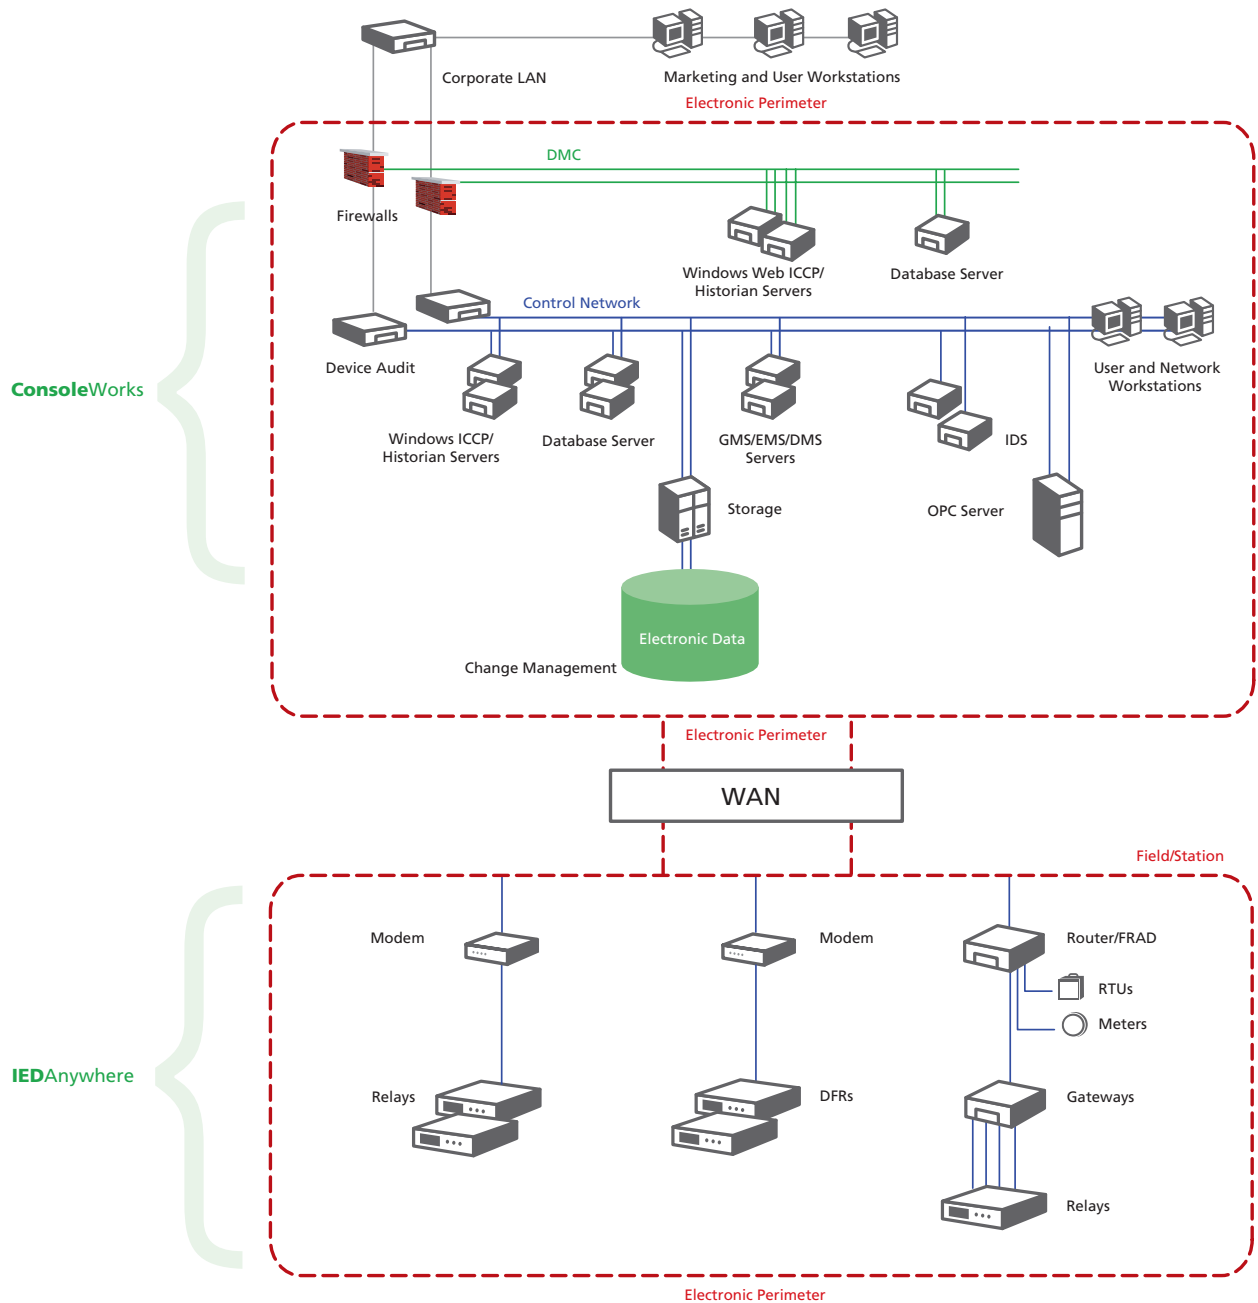 Corporate LAN
Marketing and User Workstations
Electronic Perimeter
DMC
Firewalls
Windows Web ICCP/
Historian Servers
Database Server
Control Network
Device Audit
User and Network
Workstations
ConsoleWorks
Windows ICCP/
Historian Servers
Database Server
GMS/EMS/DMS
Servers
IDS
Storage
OPC Server
Electronic Data
Change Management
Electronic Perimeter
WAN
Field/Station
Modem
Modem
Router/FRAD
RTUs
Meters
IEDAnywhere
Relays
DFRs
Gateways
Relays
Electronic Perimeter